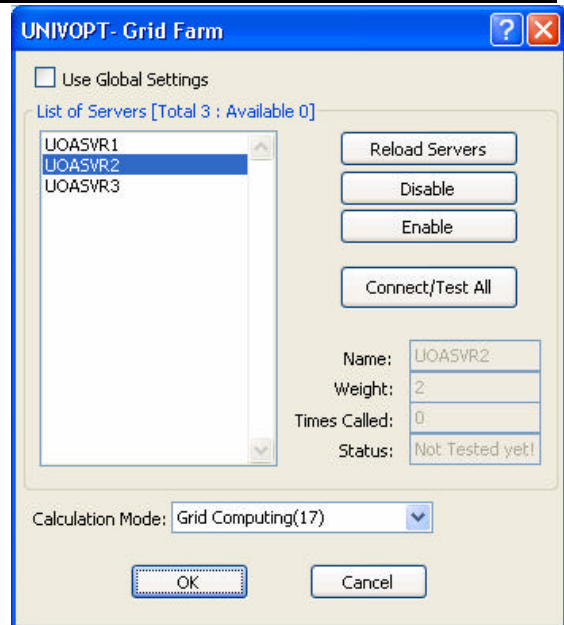 UNIVOPT- Grid Farm
Use Global Settings
List of Servers [Total 3 : Available 0]
UOASVR1
UOASVR2
UOASVR3
Reload Servers
Disable
Enable
Connect/Test All
Name: UOASVR2
Weight: 2
Times Called: 0
Status: Not Tested yet!
Calculation Mode: Grid Computing(17)
OK
Cancel